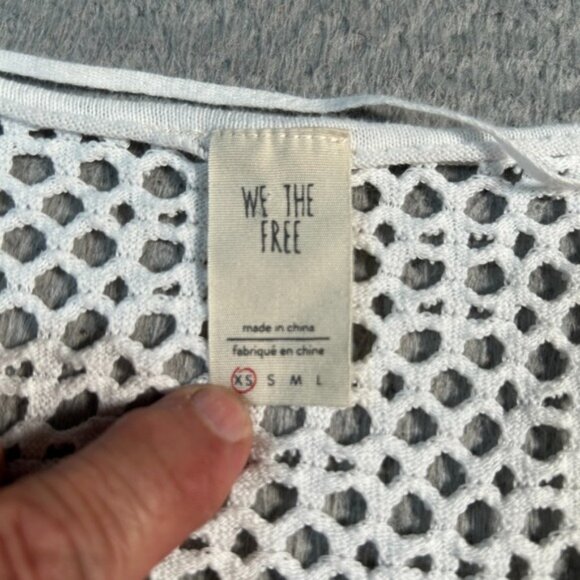 WE THE
FREE
made in china
fabriqué en chine
XS S M L